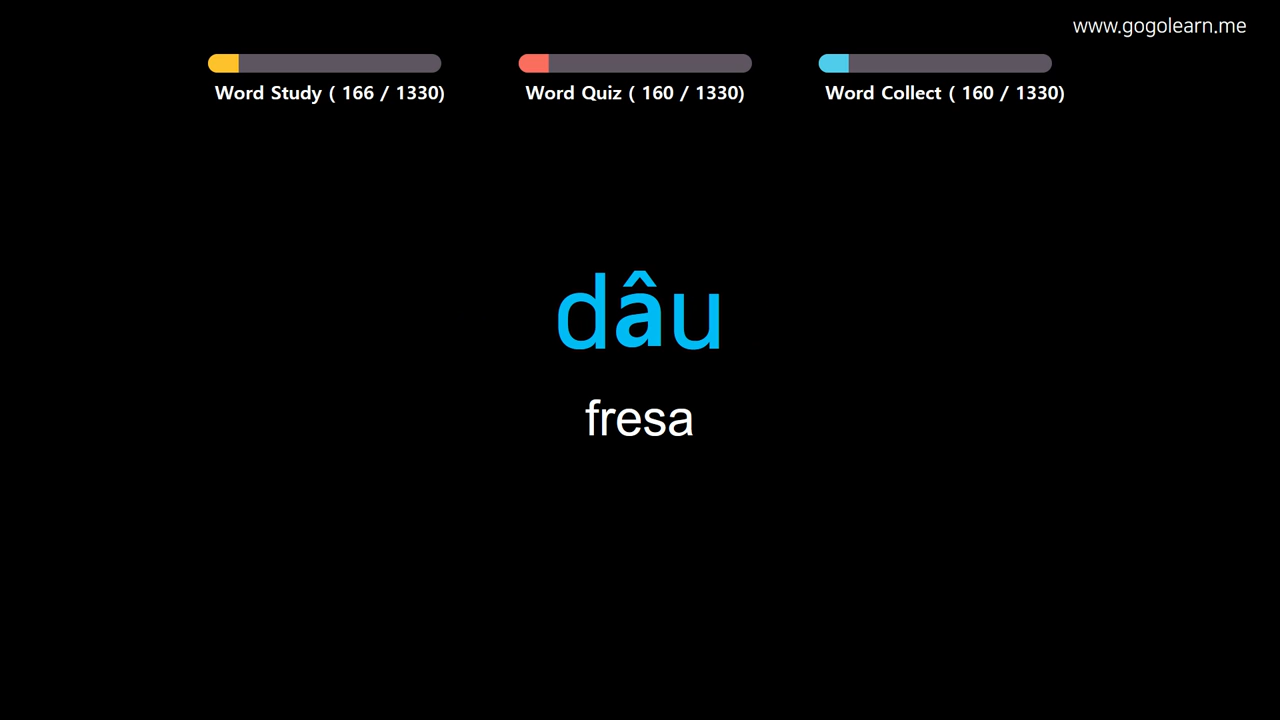 www.gogolearn.me
Word Study ( 166 / 1330)
Word Quiz ( 160 / 1330)
Word Collect ( 160 / 1330)
dâu
fresa